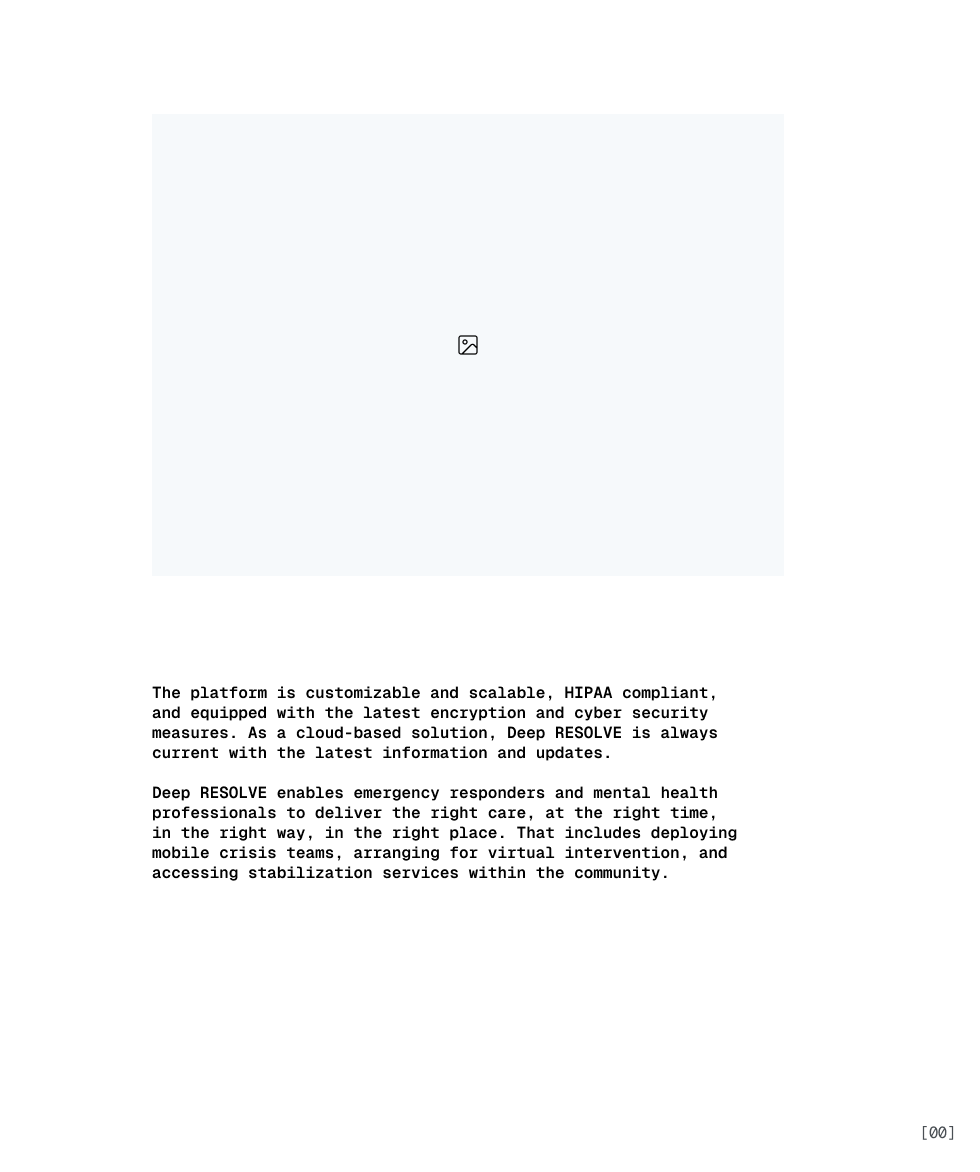 The platform is customizable and scalable, HIPAA compliant,
and equipped with the latest encryption and cyber security
measures. As a cloud-based solution, Deep RESOLVE is always
current with the latest information and updates.
Deep RESOLVE enables emergency responders and mental health
professionals to deliver the right care, at the right time,
in the right way, in the right place. That includes deploying
mobile crisis teams, arranging for virtual intervention, and
accessing stabilization services within the community.
[00]